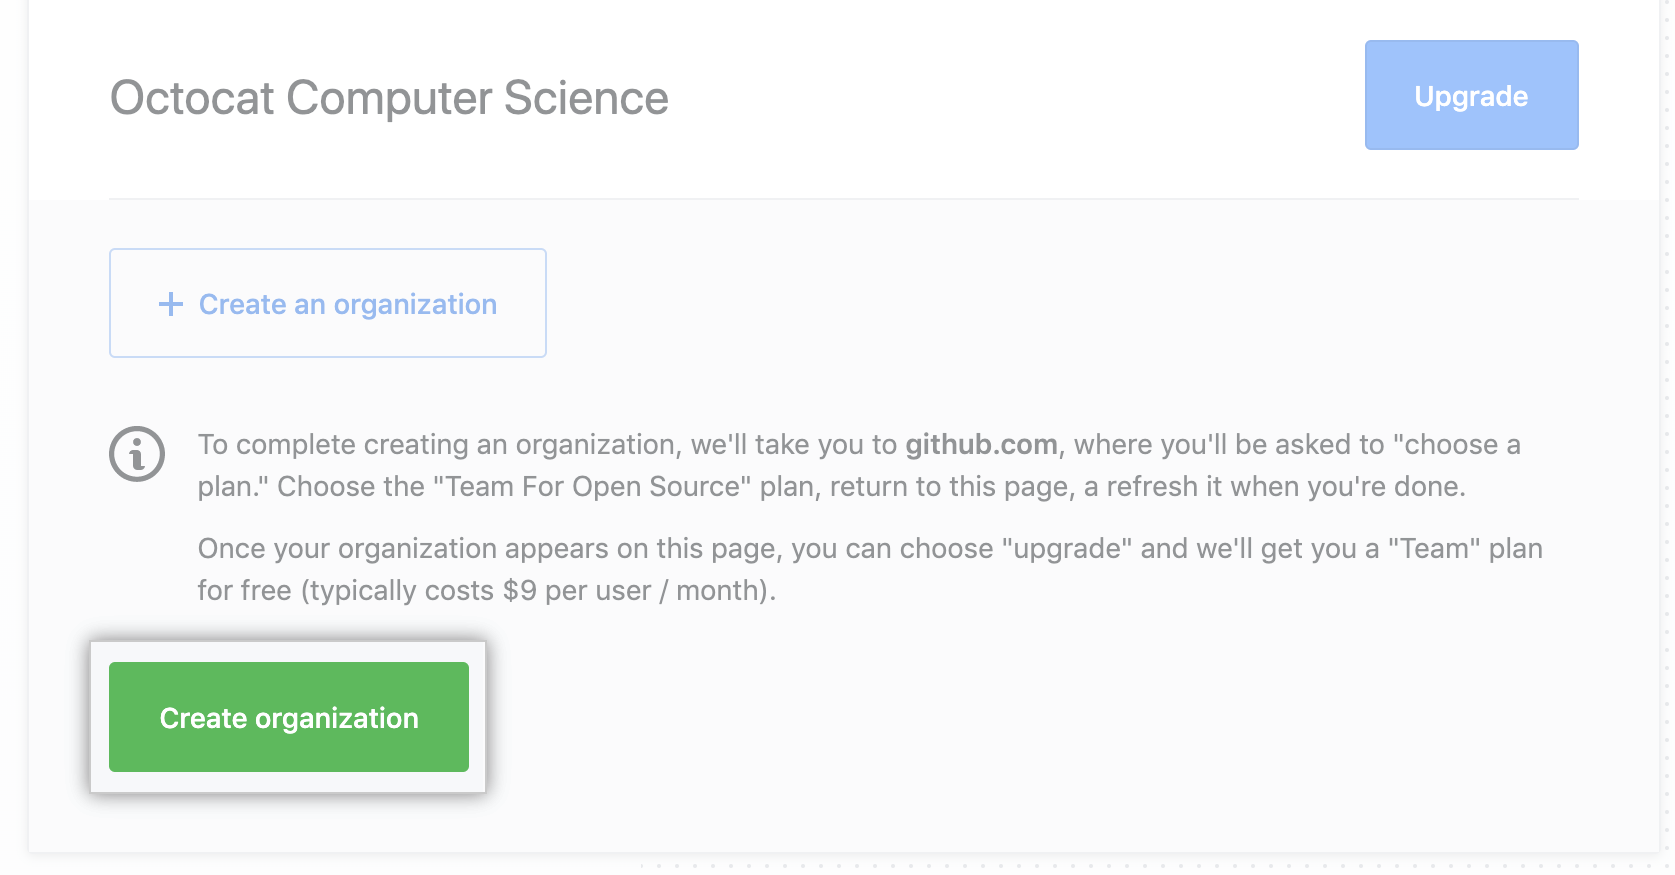 Octocat Computer Science
Upgrade
+ Create an organization
To complete creating an organization, we'll take you to github.com, where you'll be asked to "choose a
plan." Choose the "Team For Open Source" plan, return to this page, a refresh it when you're done.
Once your organization appears on this page, you can choose "upgrade" and we'll get you a "Team" plan
for free (typically costs $9 per user / month).
Create organization